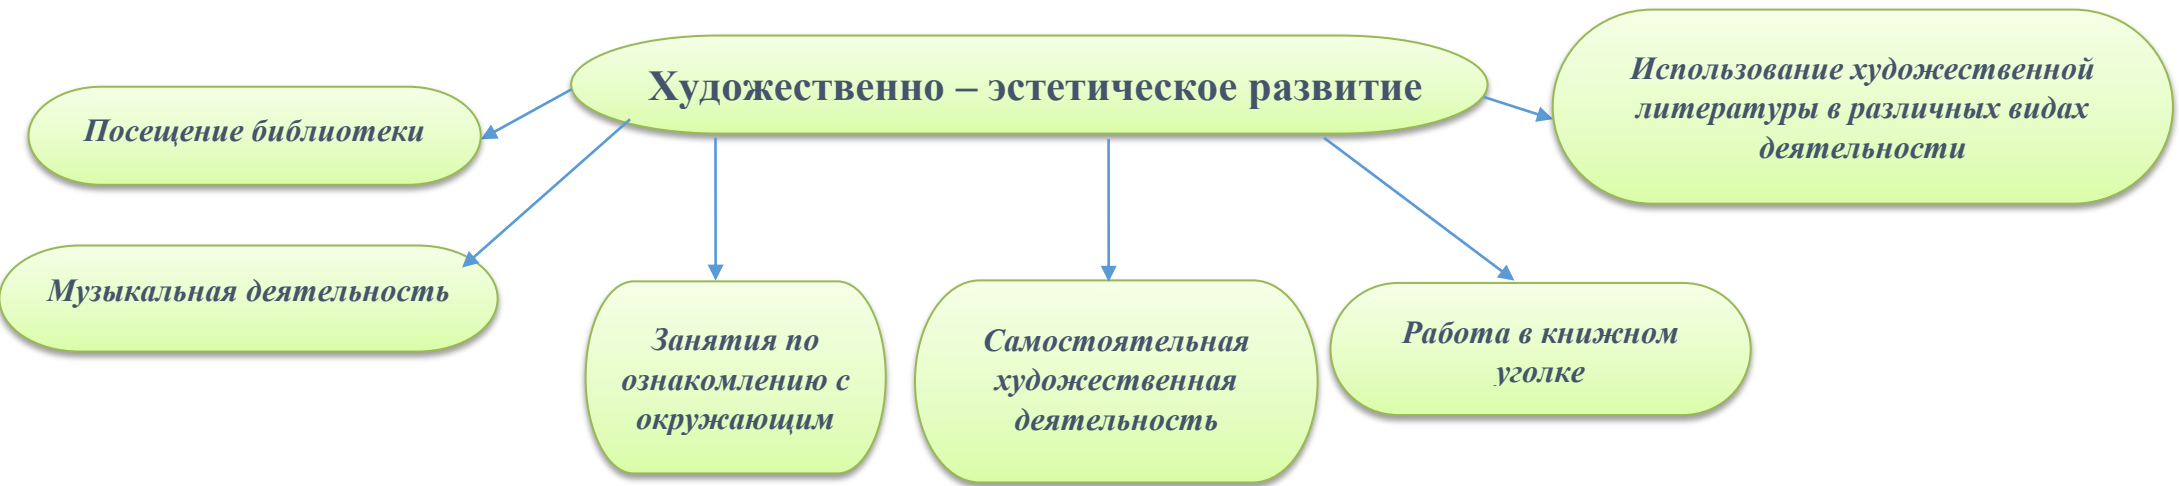 Художественно – эстетическое развитие
Использование художественной
литературы в различных видах
деятельности
Посещение библиотеки
Музыкальная деятельность
Занятия по
ознакомлению с
окружающим
Самостоятельная
художественная
деятельность
Работа в книжном
уголке